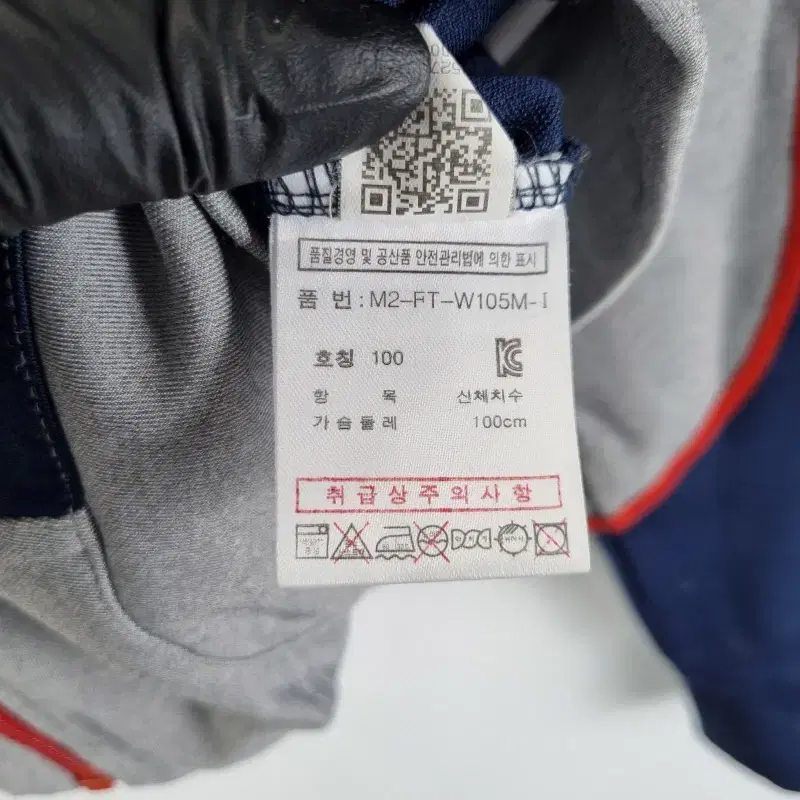 품질경영 및 공산품 안전관리법에 의한 표시
품 번 : M2-FT-W105M-I
호칭 100
항 목 신체치수
가슴둘레 100cm
취급상주의사항